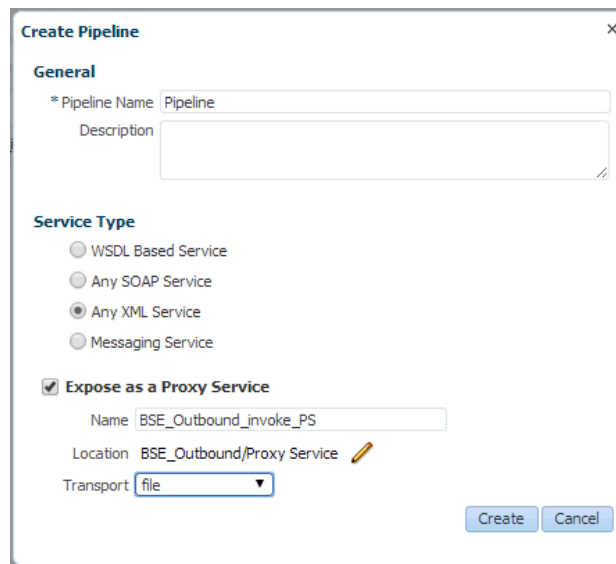 Create Pipeline
General
* Pipeline Name Pipeline
Description
Service Type
WSDL Based Service
Any SOAP Service
Any XML Service
Messaging Service
Expose as a Proxy Service
Name BSE_Outbound_invoke_PS
Location BSE_Outbound/Proxy Service
Transport file
Create Cancel